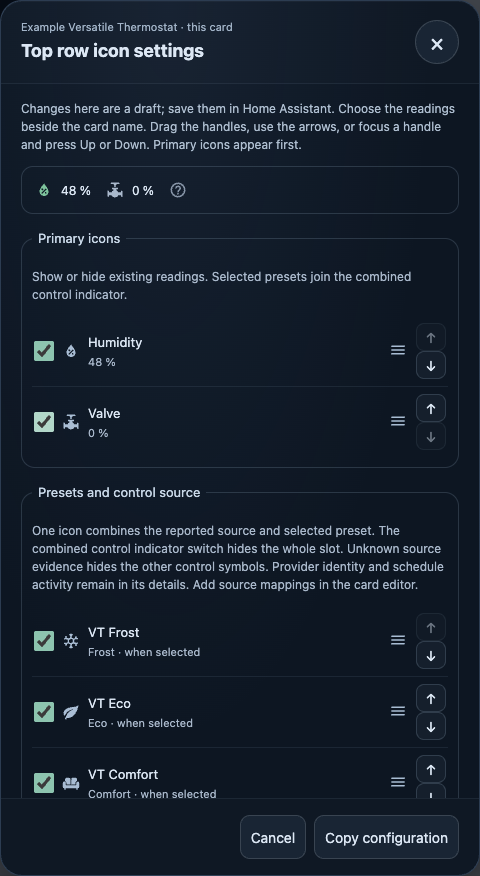 Example Versatile Thermostat · this card
Top row icon settings
Changes here are a draft; save them in Home Assistant. Choose the readings
beside the card name. Drag the handles, use the arrows, or focus a handle
and press Up or Down. Primary icons appear first.
48 % 0 %
Primary icons
Show or hide existing readings. Selected presets join the combined
control indicator.
Humidity
48 %
Valve
0 %
Presets and control source
One icon combines the reported source and selected preset. The
combined control indicator switch hides the whole slot. Unknown source
evidence hides the other control symbols. Provider identity and schedule
activity remain in its details. Add source mappings in the card editor.
VT Frost
Frost · when selected
VT Eco
Eco · when selected
VT Comfort
Comfort · when selected
Cancel Copy configuration